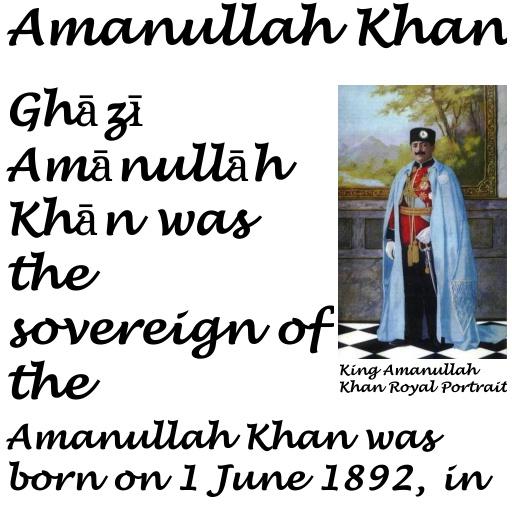 Amanullah Khan
Ghāzī
Amānullāh
Khān was
the
sovereign of
the
King Amanullah
Khan Royal Portrait
Amanullah Khan was
born on 1 June 1892, in